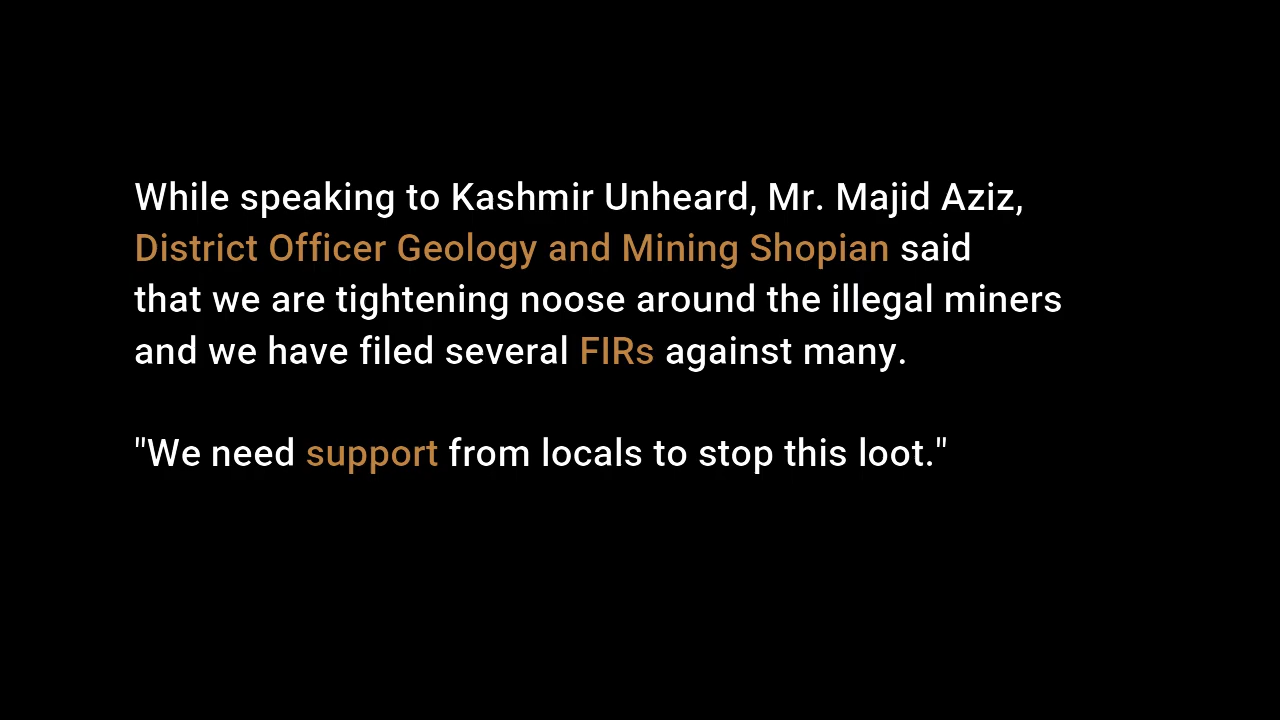 While speaking to Kashmir Unheard, Mr. Majid Aziz,
District Officer Geology and Mining Shopian said
that we are tightening noose around the illegal miners
and we have filed several FIRs against many.
"We need support from locals to stop this loot."